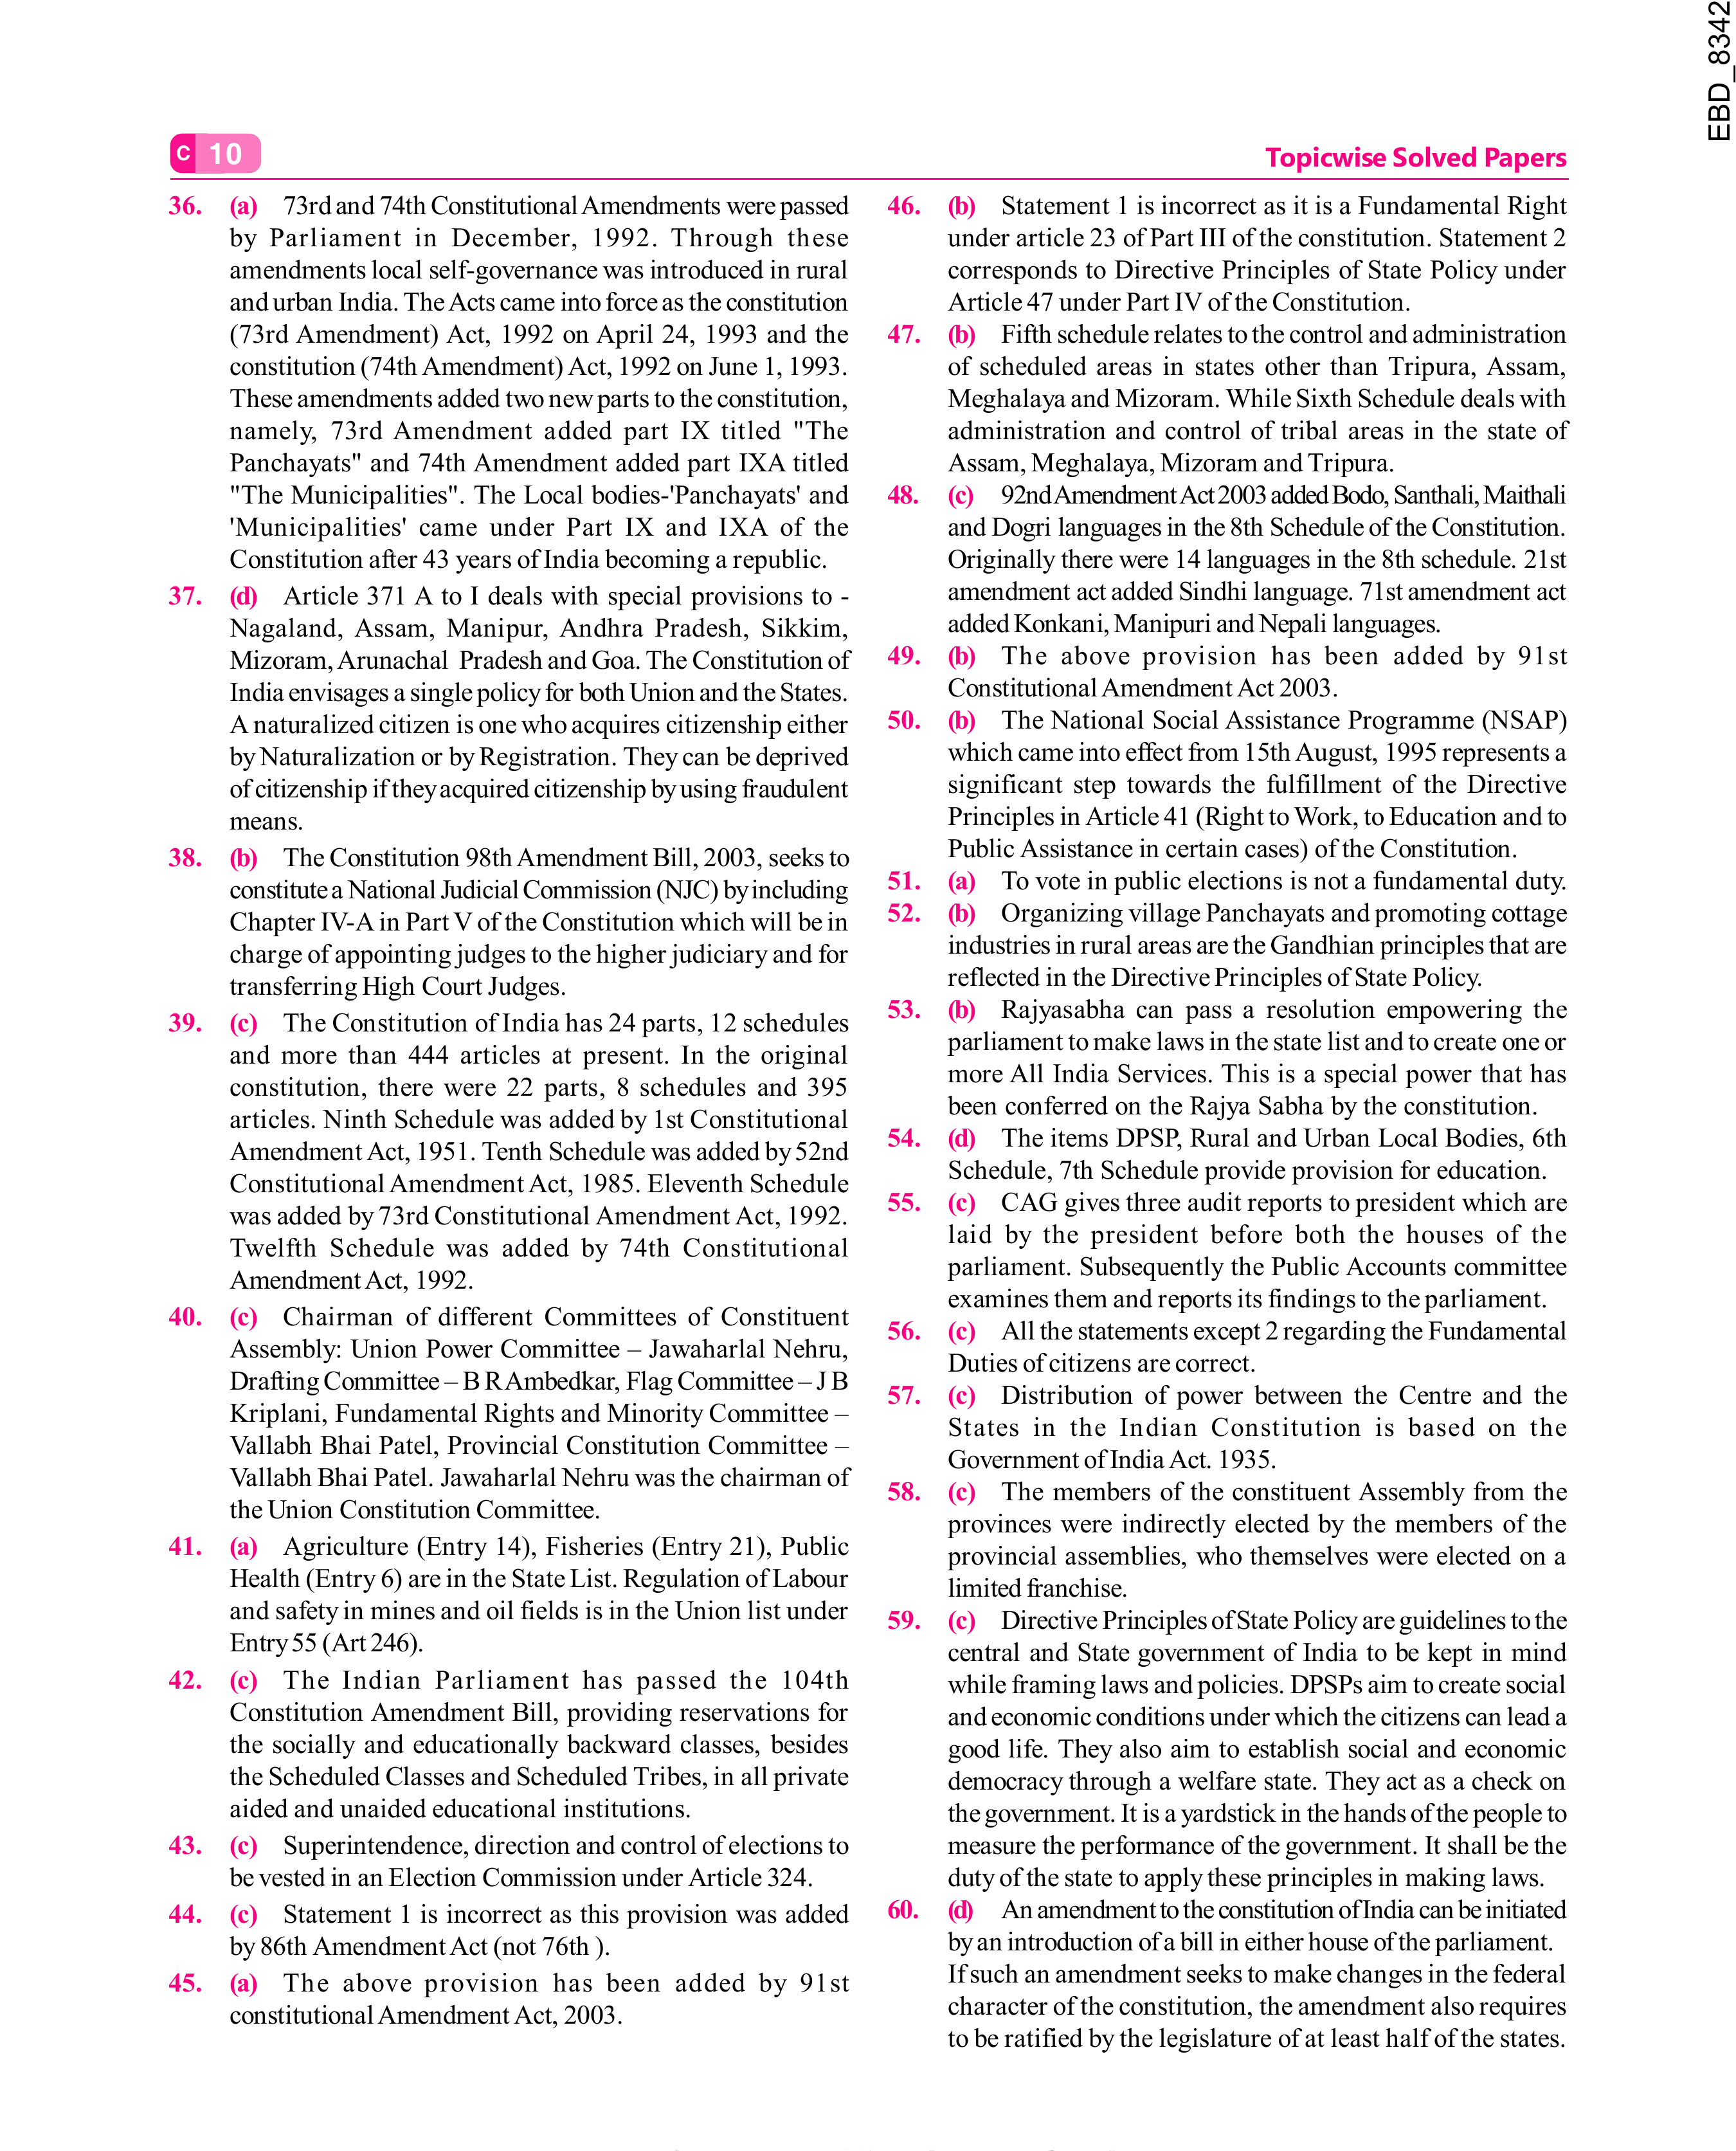 EBD_8342
C 10
Topicwise Solved Papers
36. (a) 73rd and 74th Constitutional Amendments were passed
by Parliament in December, 1992. Through these
amendments local self-governance was introduced in rural
and urban India. The Acts came into force as the constitution
(73rd Amendment) Act, 1992 on April 24, 1993 and the
constitution (74th Amendment) Act, 1992 on June 1, 1993.
These amendments added two new parts to the constitution,
namely, 73rd Amendment added part IX titled "The
Panchayats" and 74th Amendment added part IXA titled
"The Municipalities". The Local bodies-'Panchayats' and
'Municipalities' came under Part IX and IXA of the
Constitution after 43 years of India becoming a republic.
37. (d) Article 371 A to I deals with special provisions to -
Nagaland, Assam, Manipur, Andhra Pradesh, Sikkim,
Mizoram, Arunachal Pradesh and Goa. The Constitution of
India envisages a single policy for both Union and the States.
A naturalized citizen is one who acquires citizenship either
by Naturalization or by Registration. They can be deprived
of citizenship if they acquired citizenship by using fraudulent
means.
38. (b) The Constitution 98th Amendment Bill, 2003, seeks to
constitute a National Judicial Commission (NJC) by including
Chapter IV-A in Part V of the Constitution which will be in
charge of appointing judges to the higher judiciary and for
transferring High Court Judges.
39. (c) The Constitution of India has 24 parts, 12 schedules
and more than 444 articles at present. In the original
constitution, there were 22 parts, 8 schedules and 395
articles. Ninth Schedule was added by 1st Constitutional
Amendment Act, 1951. Tenth Schedule was added by 52nd
Constitutional Amendment Act, 1985. Eleventh Schedule
was added by 73rd Constitutional Amendment Act, 1992.
Twelfth Schedule was added by 74th Constitutional
Amendment Act, 1992.
40. (c) Chairman of different Committees of Constituent
Assembly: Union Power Committee – Jawaharlal Nehru,
Drafting Committee – B R Ambedkar, Flag Committee – J B
Kriplani, Fundamental Rights and Minority Committee –
Vallabh Bhai Patel, Provincial Constitution Committee –
Vallabh Bhai Patel. Jawaharlal Nehru was the chairman of
the Union Constitution Committee.
41. (a) Agriculture (Entry 14), Fisheries (Entry 21), Public
Health (Entry 6) are in the State List. Regulation of Labour
and safety in mines and oil fields is in the Union list under
Entry 55 (Art 246).
42. (c) The Indian Parliament has passed the 104th
Constitution Amendment Bill, providing reservations for
the socially and educationally backward classes, besides
the Scheduled Classes and Scheduled Tribes, in all private
aided and unaided educational institutions.
43. (c) Superintendence, direction and control of elections to
be vested in an Election Commission under Article 324.
44. (c) Statement 1 is incorrect as this provision was added
by 86th Amendment Act (not 76th ).
45. (a) The above provision has been added by 91st
constitutional Amendment Act, 2003.
46. (b) Statement 1 is incorrect as it is a Fundamental Right
under article 23 of Part III of the constitution. Statement 2
corresponds to Directive Principles of State Policy under
Article 47 under Part IV of the Constitution.
47. (b) Fifth schedule relates to the control and administration
of scheduled areas in states other than Tripura, Assam,
Meghalaya and Mizoram. While Sixth Schedule deals with
administration and control of tribal areas in the state of
Assam, Meghalaya, Mizoram and Tripura.
48. (c) 92nd Amendment Act 2003 added Bodo, Santhali, Maithali
and Dogri languages in the 8th Schedule of the Constitution.
Originally there were 14 languages in the 8th schedule. 21st
amendment act added Sindhi language. 71st amendment act
added Konkani, Manipuri and Nepali languages.
49. (b) The above provision has been added by 91st
Constitutional Amendment Act 2003.
50. (b) The National Social Assistance Programme (NSAP)
which came into effect from 15th August, 1995 represents a
significant step towards the fulfillment of the Directive
Principles in Article 41 (Right to Work, to Education and to
Public Assistance in certain cases) of the Constitution.
51. (a) To vote in public elections is not a fundamental duty.
52. (b) Organizing village Panchayats and promoting cottage
industries in rural areas are the Gandhian principles that are
reflected in the Directive Principles of State Policy.
53. (b) Rajyasabha can pass a resolution empowering the
parliament to make laws in the state list and to create one or
more All India Services. This is a special power that has
been conferred on the Rajya Sabha by the constitution.
54. (d) The items DPSP, Rural and Urban Local Bodies, 6th
Schedule, 7th Schedule provide provision for education.
55. (c) CAG gives three audit reports to president which are
laid by the president before both the houses of the
parliament. Subsequently the Public Accounts committee
examines them and reports its findings to the parliament.
56. (c) All the statements except 2 regarding the Fundamental
Duties of citizens are correct.
57. (c) Distribution of power between the Centre and the
States in the Indian Constitution is based on the
Government of India Act. 1935.
58. (c) The members of the constituent Assembly from the
provinces were indirectly elected by the members of the
provincial assemblies, who themselves were elected on a
limited franchise.
59. (c) Directive Principles of State Policy are guidelines to the
central and State government of India to be kept in mind
while framing laws and policies. DPSPs aim to create social
and economic conditions under which the citizens can lead a
good life. They also aim to establish social and economic
democracy through a welfare state. They act as a check on
the government. It is a yardstick in the hands of the people to
measure the performance of the government. It shall be the
duty of the state to apply these principles in making laws.
60. (d) An amendment to the constitution of India can be initiated
by an introduction of a bill in either house of the parliament.
If such an amendment seeks to make changes in the federal
character of the constitution, the amendment also requires
to be ratified by the legislature of at least half of the states.